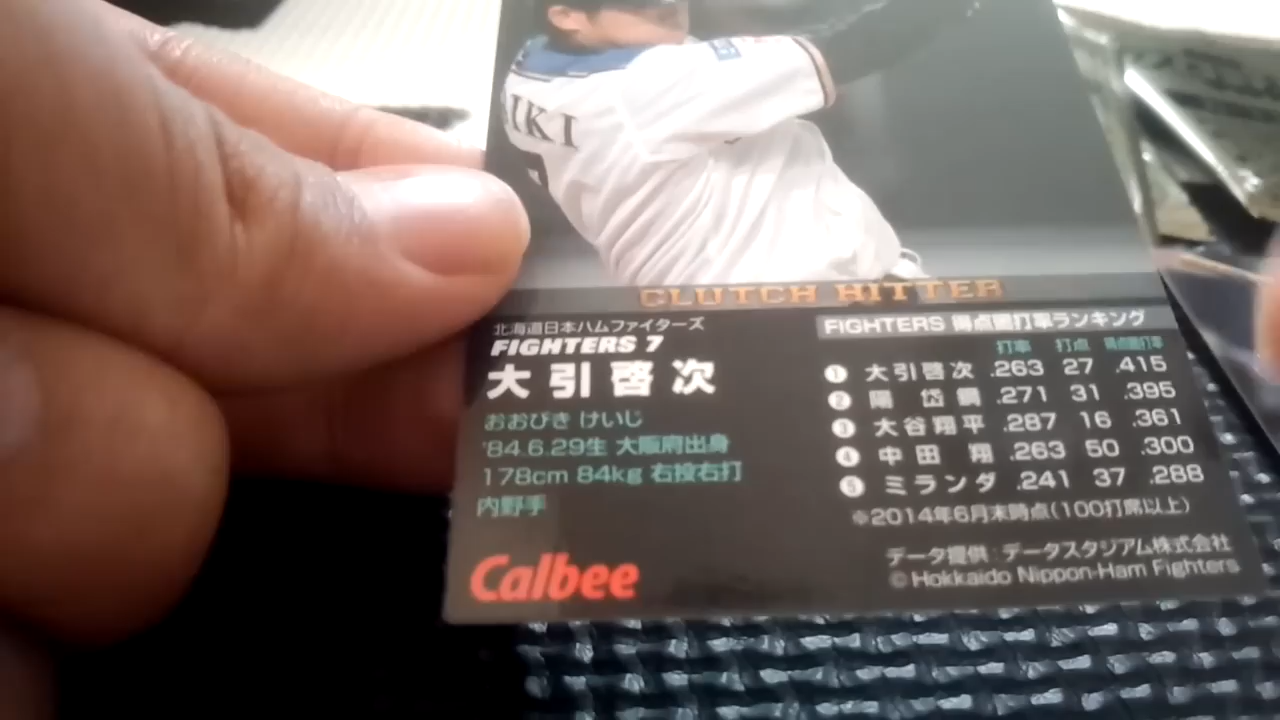 IKI
CLUTCH HITTER
北海道日本ハムファイターズ
FIGHTERS 7
大引啓次
おおびき けいじ
'84.6.29生 大阪府出身
178cm 84kg 右投右打
内野手
Calbee
FIGHTERS 得点圏打率ランキング
打率 打点 得点圏打率
1 大引啓次 .263 27 .415
2 陽 岱鋼 .271 31 .395
3 大谷翔平 .287 16 .361
4 中田 翔 .263 50 .300
5 ミランダ .241 37 .288
※2014年6月末時点(100打席以上)
データ提供:データスタジアム株式会社
©Hokkaido Nippon-Ham Fighters